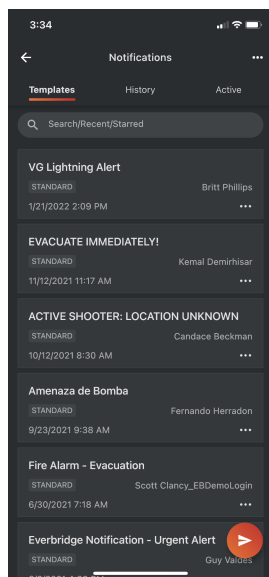 3:34
Notifications
Templates History Active
Search/Recent/Starred
VG Lightning Alert
STANDARD Britt Phillips
1/21/2022 2:09 PM
EVACUATE IMMEDIATELY!
STANDARD Kemal Demirhisar
11/12/2021 11:17 AM
ACTIVE SHOOTER: LOCATION UNKNOWN
STANDARD Candace Beckman
10/12/2021 8:30 AM
Amenaza de Bomba
STANDARD Fernando Herradon
9/23/2021 9:38 AM
Fire Alarm - Evacuation
STANDARD Scott Clancy_EBDemoLogin
6/30/2021 7:18 AM
Everbridge Notification - Urgent Alert
STANDARD Guy Valdes